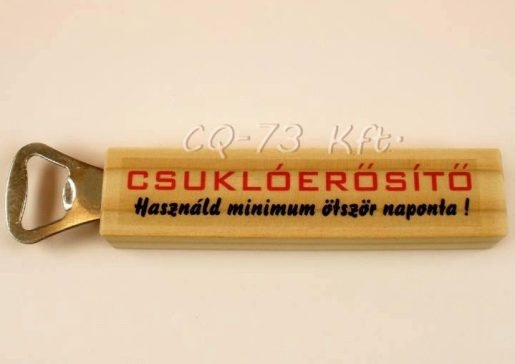 CQ-73 Kft.
CSUKLÓERŐSÍTŐ
Használd minimum ötször naponta !